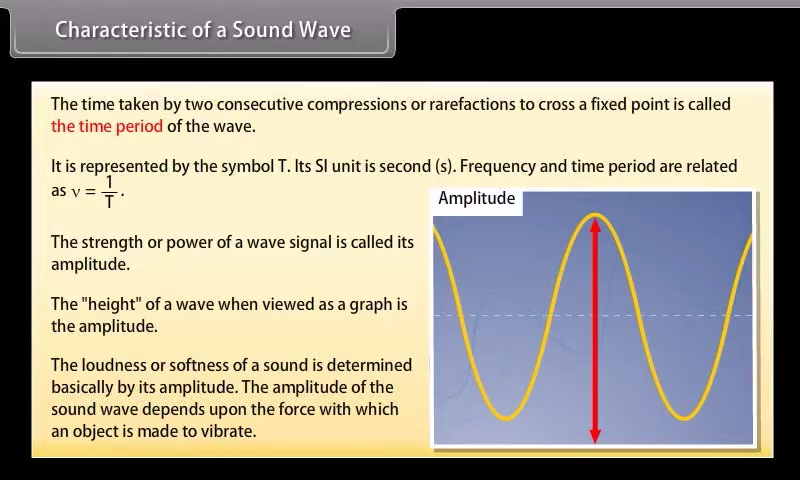 Characteristic of a Sound Wave
The time taken by two consecutive compressions or rarefactions to cross a fixed point is called
the time period of the wave.
It is represented by the symbol T. Its SI unit is second (s). Frequency and time period are related
as ν = 1/T .
Amplitude
The strength or power of a wave signal is called its
amplitude.
The "height" of a wave when viewed as a graph is
the amplitude.
The loudness or softness of a sound is determined
basically by its amplitude. The amplitude of the
sound wave depends upon the force with which
an object is made to vibrate.